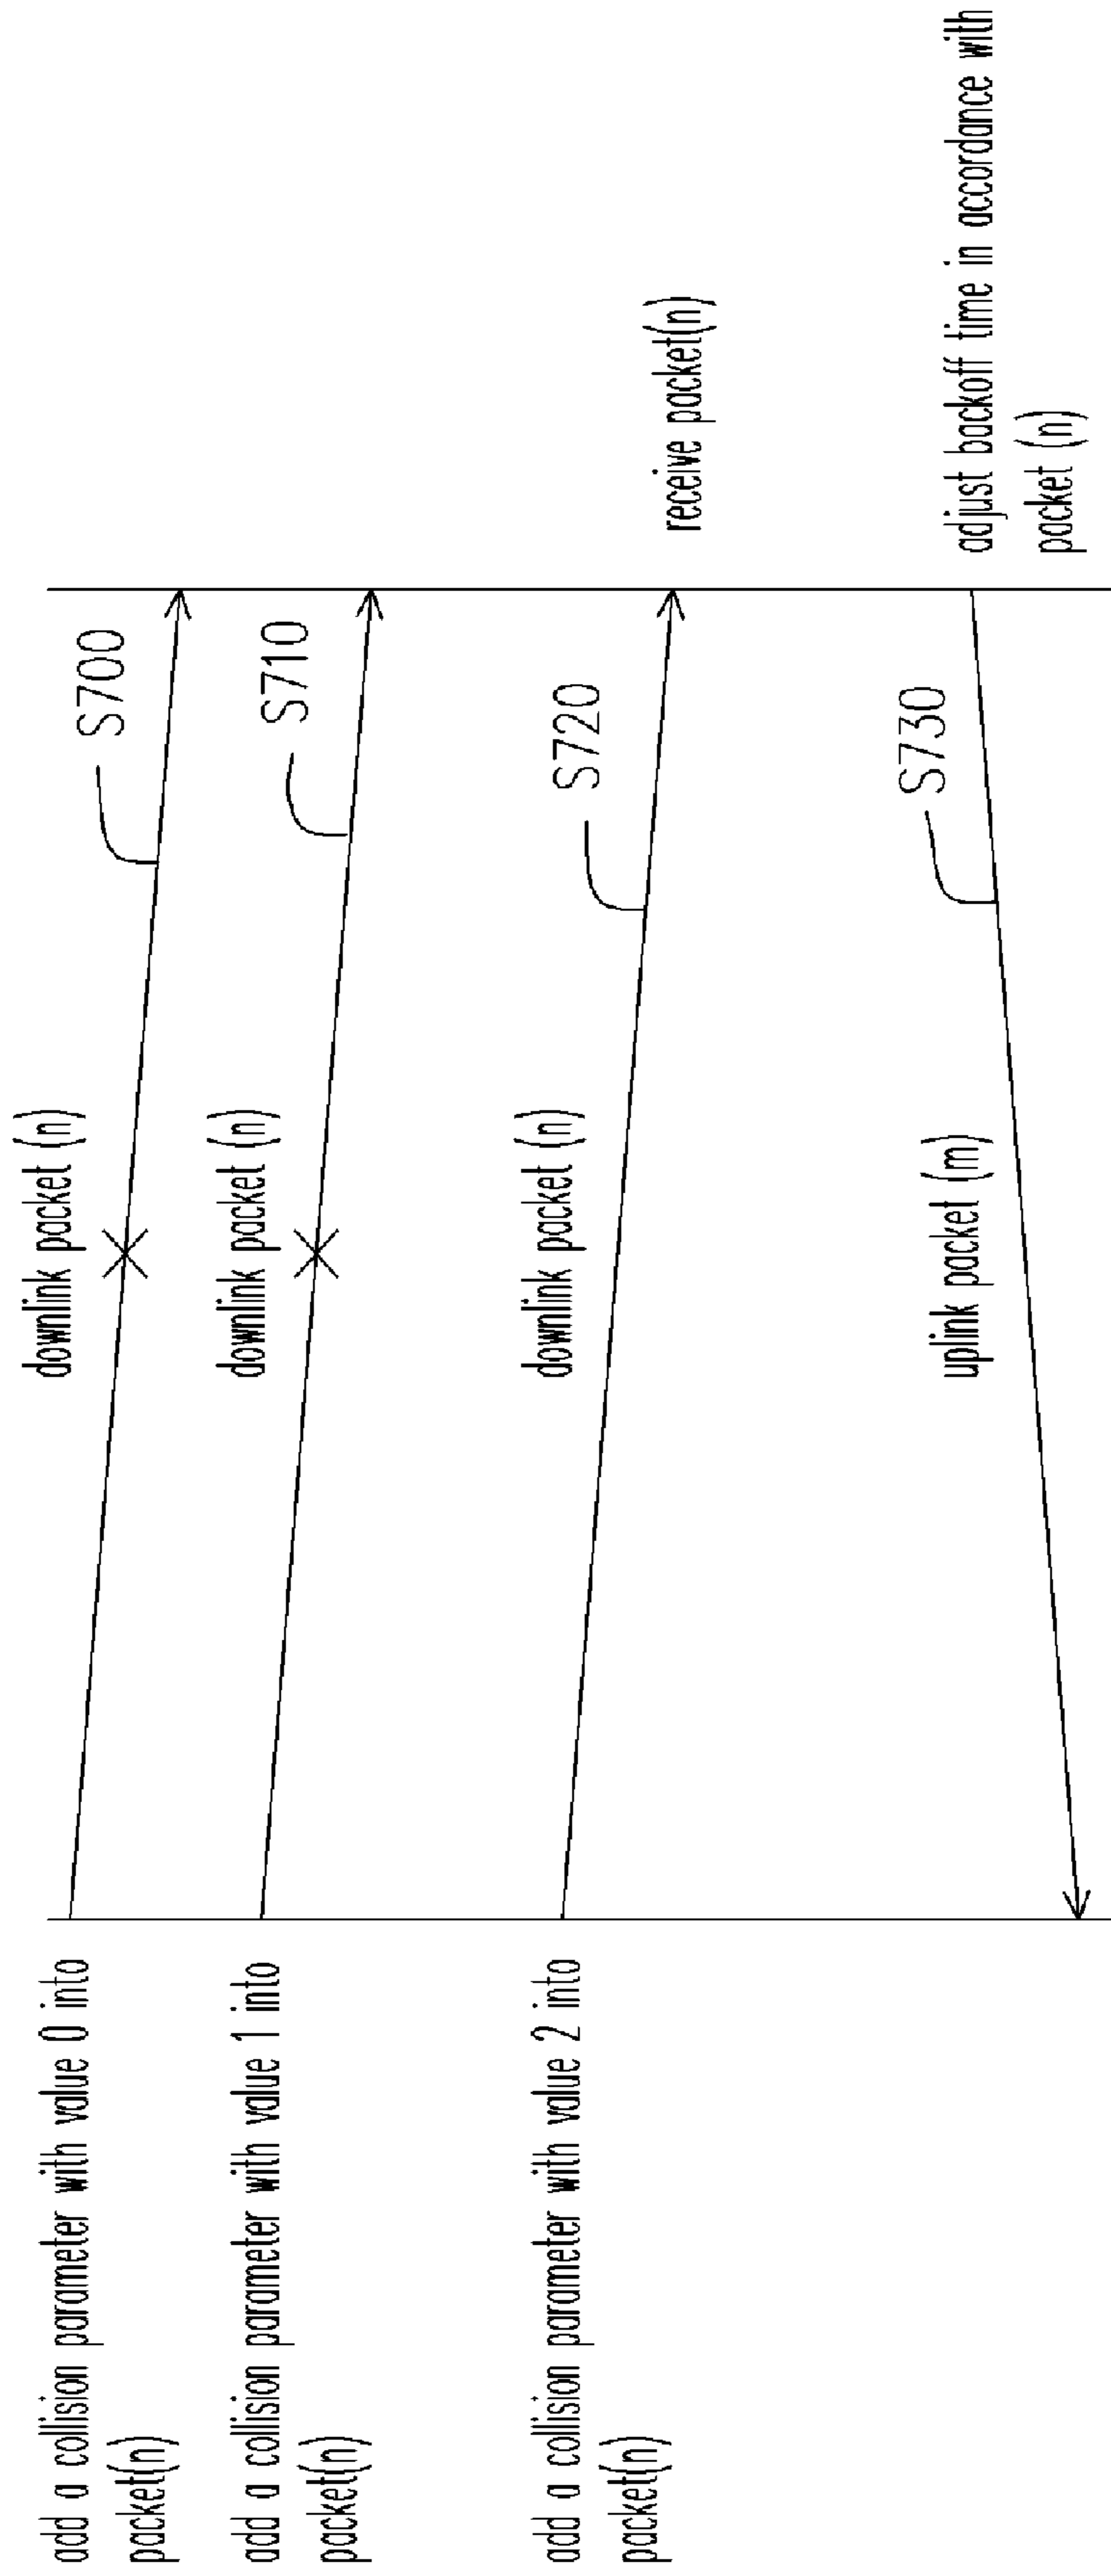 downlink packet (n)
S700
add a collision parameter with value 0 into
packet(n)
downlink packet (n)
S710
add a collision parameter with value 1 into
packet(n)
downlink packet (n)
S720
add a collision parameter with value 2 into
packet(n)
receive packet(n)
uplink packet (m)
S730
adjust backoff time in accordance with
packet (n)